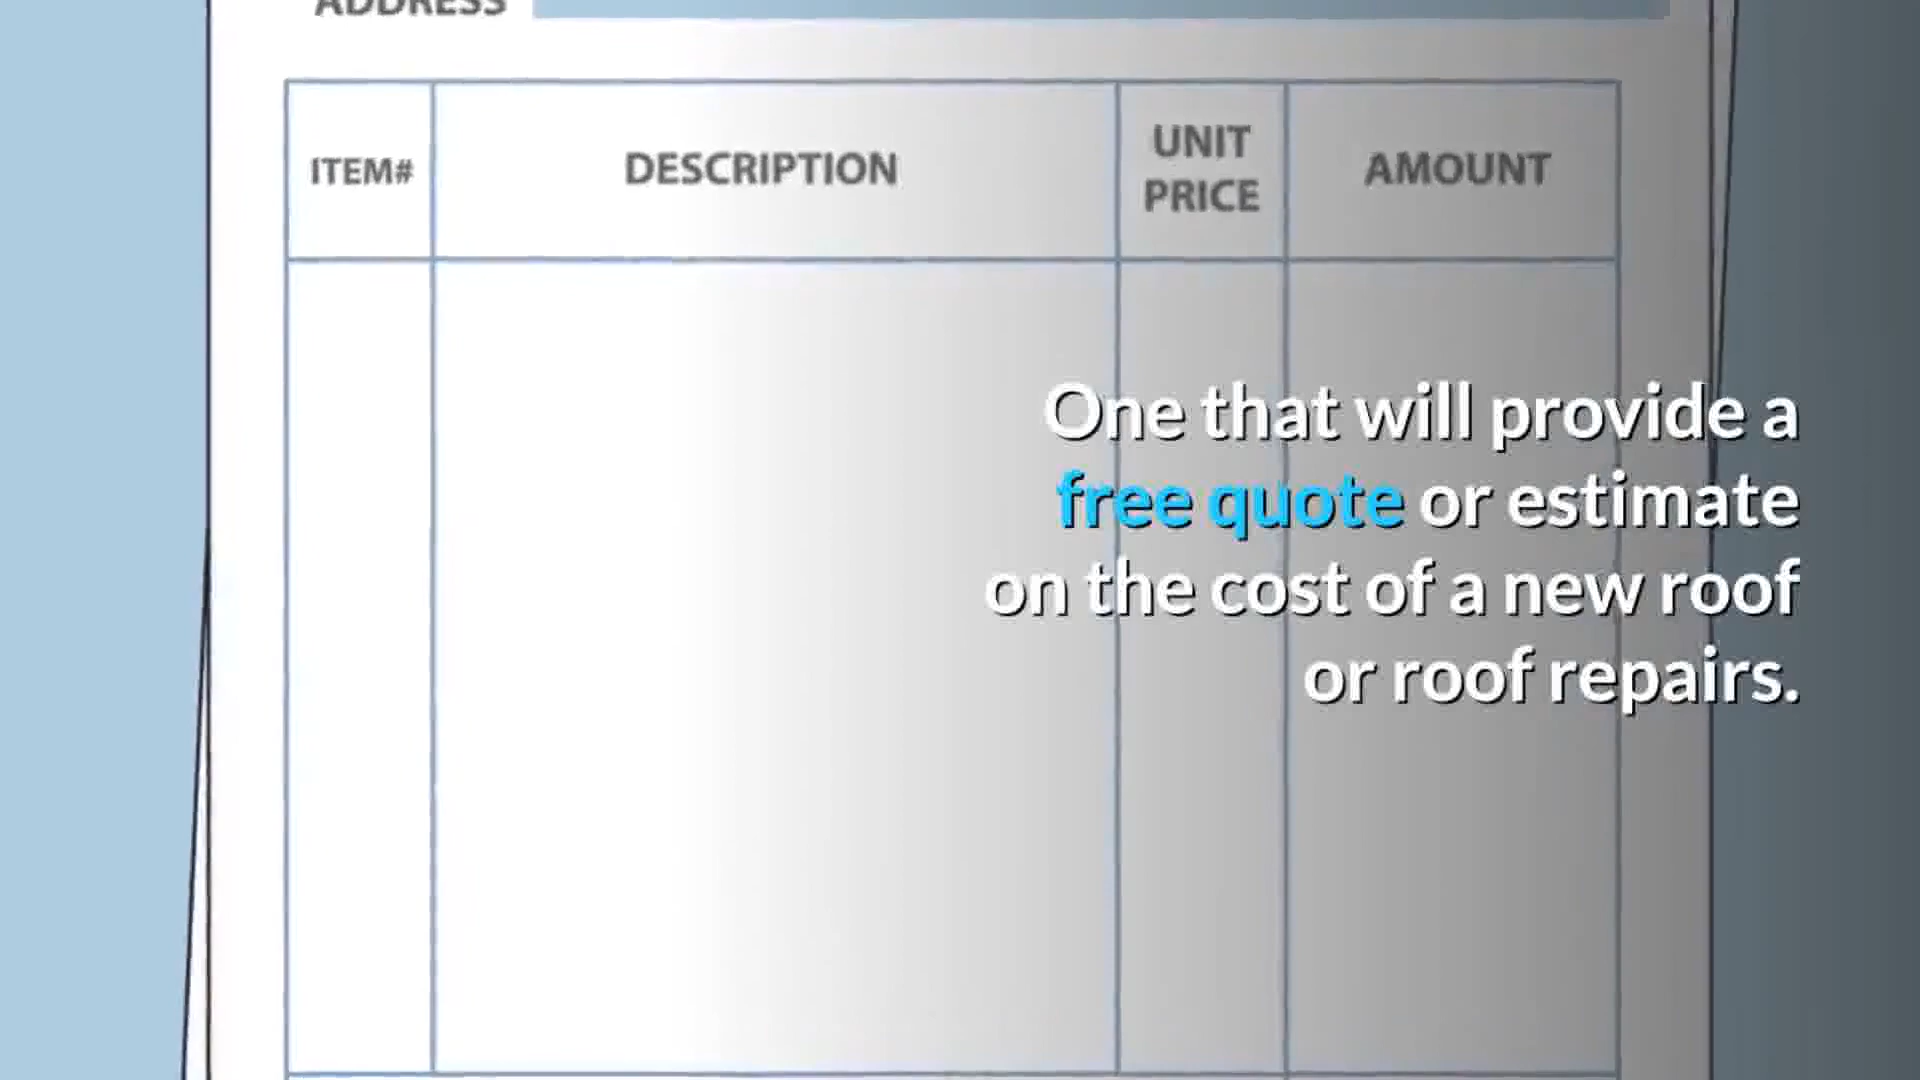 ADDRESS
ITEM#
DESCRIPTION
UNIT
PRICE
AMOUNT
One that will provide a
free quote or estimate
on the cost of a new roof
or roof repairs.